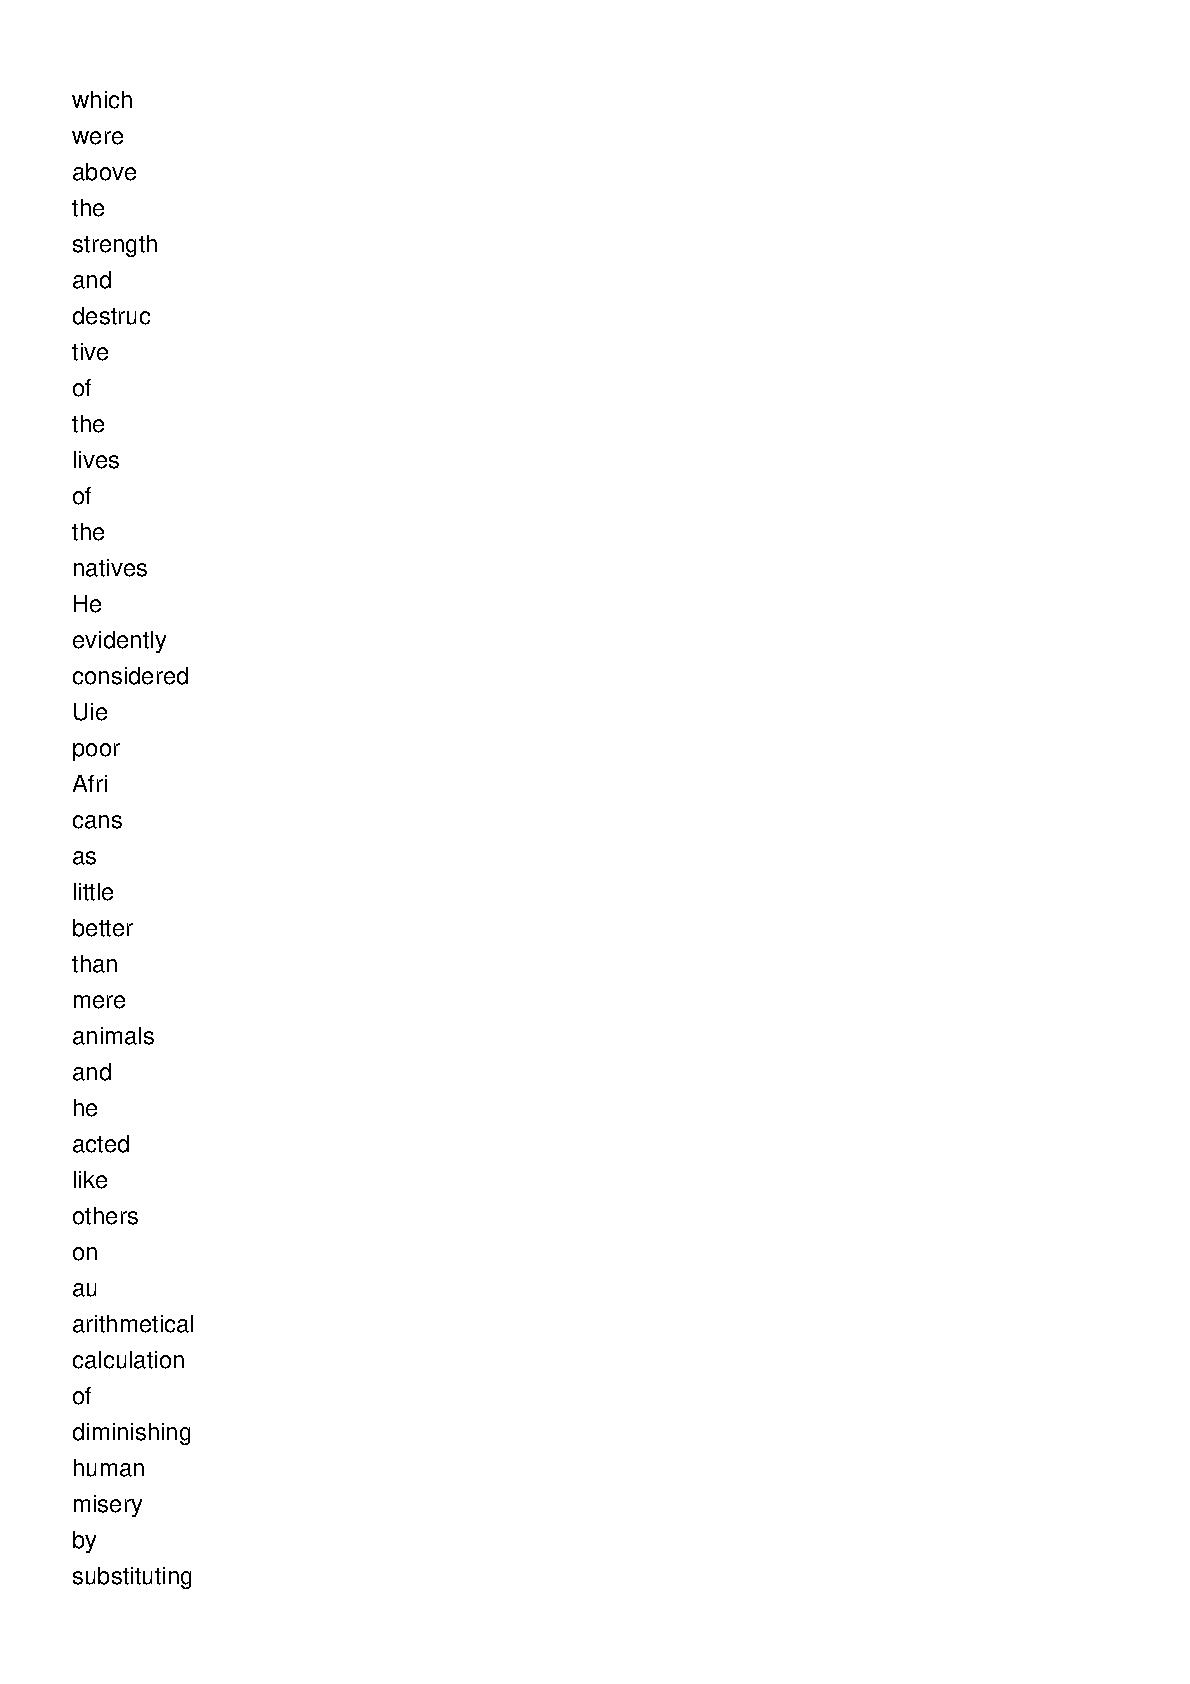 which
were
above
the
strength
and
destruc
tive
of
the
lives
of
the
natives
He
evidently
considered
Uie
poor
Afri
cans
as
little
better
than
mere
animals
and
he
acted
like
others
on
au
arithmetical
calculation
of
diminishing
human
misery
by
substituting